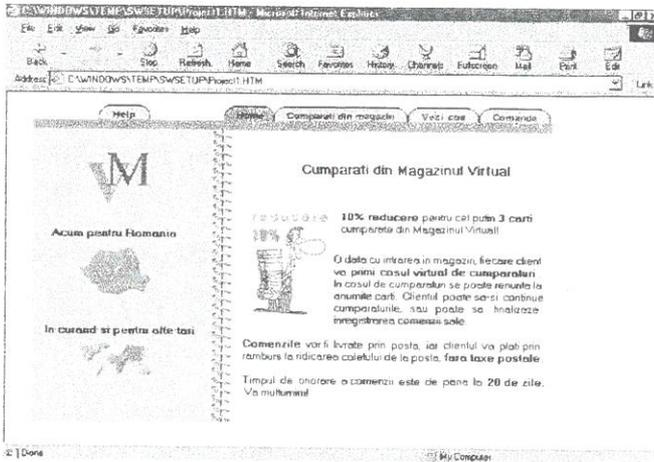 C:\WINDOWS\TEMP\SWSETUP\Project1.HTM - Microsoft Internet Explorer
File Edit View Go Favorites Help
Back Stop Refresh Home Search Favorites History Channels Fullscreen Mail Print Edit
Address C:\WINDOWS\TEMP\SWSETUP\Project1.HTM Link
Help Home Cumparati din magazin Vezi cos Comanda
VM
Acum pentru Romania
In curand si pentru alte tari
Cumparati din Magazinul Virtual
reducere
10%
10% reducere pentru cel putin 3 carti
cumparate din Magazinul Virtual!
O data cu intrarea in magazin, fiecare client
va primi cosul virtual de cumparaturi
In cosul de cumparaturi se poate renunta la
anumite carti. Clientul poate sa-si continue
cumparaturile, sau poate sa finalizeze
inregistrarea comenzii sale.
Comenzile vor fi livrate prin posta, iar clientul va plati prin
ramburs la ridicarea coletului de la posta, fara taxe postale.
Timpul de onorare a comenzii este de pana la 20 de zile.
Va multumim!
Done My Computer